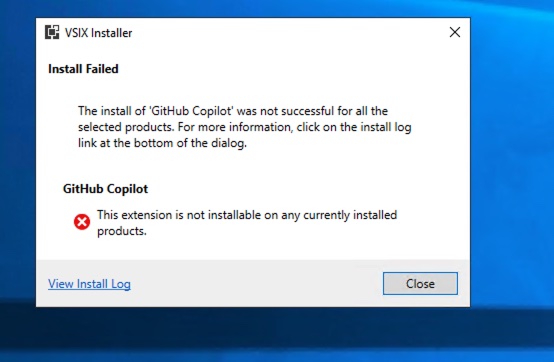 VSIX Installer
Install Failed
The install of 'GitHub Copilot' was not successful for all the
selected products. For more information, click on the install log
link at the bottom of the dialog.
GitHub Copilot
This extension is not installable on any currently installed
products.
View Install Log
Close